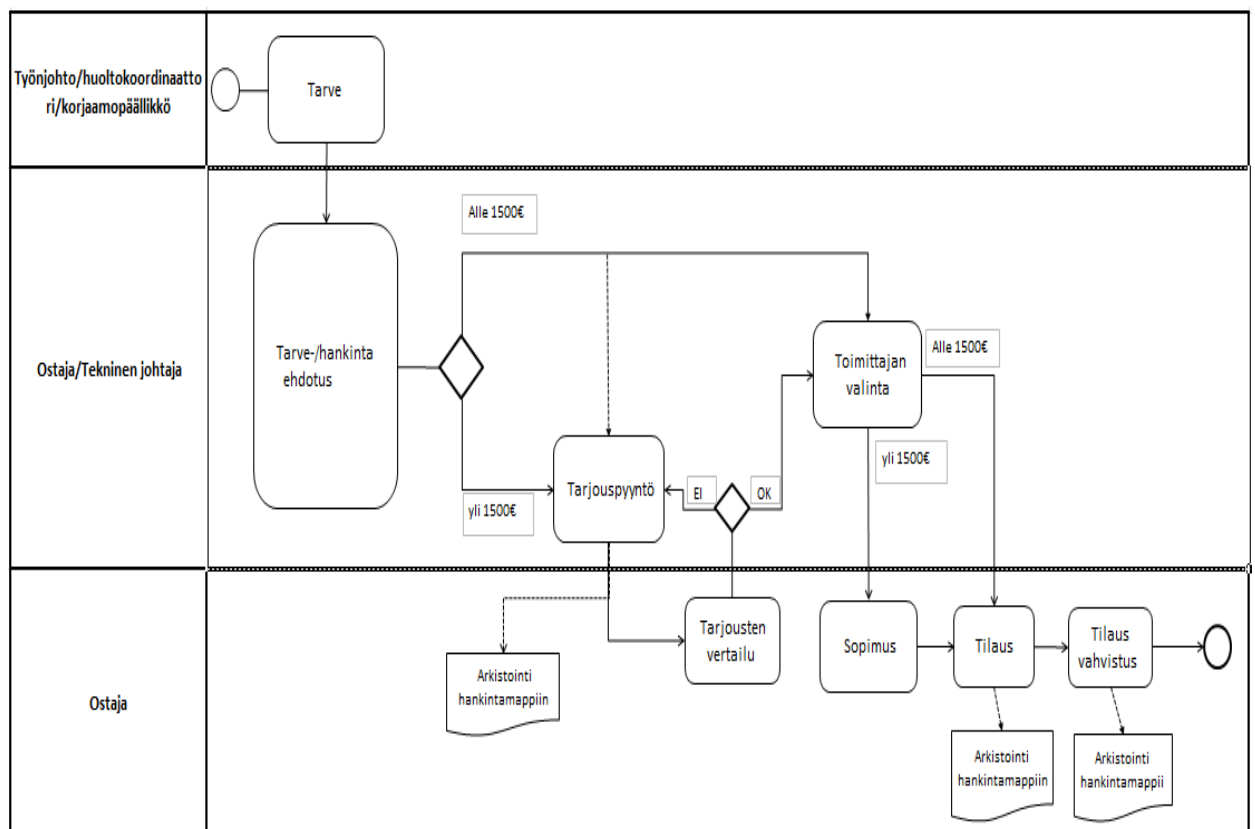 Työnjohto/huoltokoordinaatto
ri/korjaamopäällikkö
Tarve
Ostaja/Tekninen johtaja
Alle 1500€
Tarve-/hankinta
ehdotus
Toimittajan
valinta
Alle 1500€
yli 1500€
Tarjouspyyntö
EI
OK
yli 1500€
Ostaja
Tarjousten
vertailu
Sopimus
Tilaus
Tilaus
vahvistus
Arkistointi
hankintamappiin
Arkistointi
hankintamappiin
Arkistointi
hankintamappii